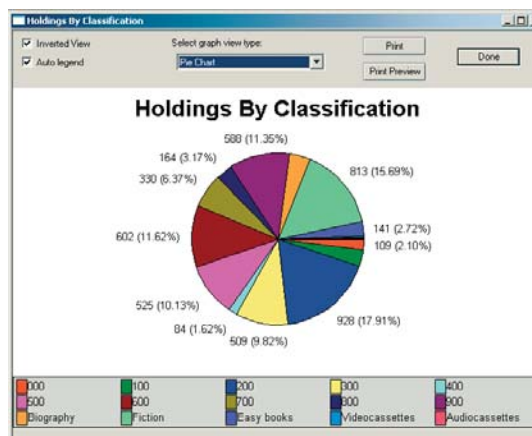 Holdings By Classification
Inverted View
Auto legend
Select graph view type:
Pie Chart
Print
Print Preview
Done
Holdings By Classification
588 (11.35%)
164 (3.17%)
813 (15.69%)
330 (6.37%)
141 (2.72%)
602 (11.62%)
109 (2.10%)
525 (10.13%)
928 (17.91%)
84 (1.62%)
509 (9.82%)
000 100 200 300 400
500 600 700 800 900
Biography Fiction Easy books Videocassettes Audiocassettes